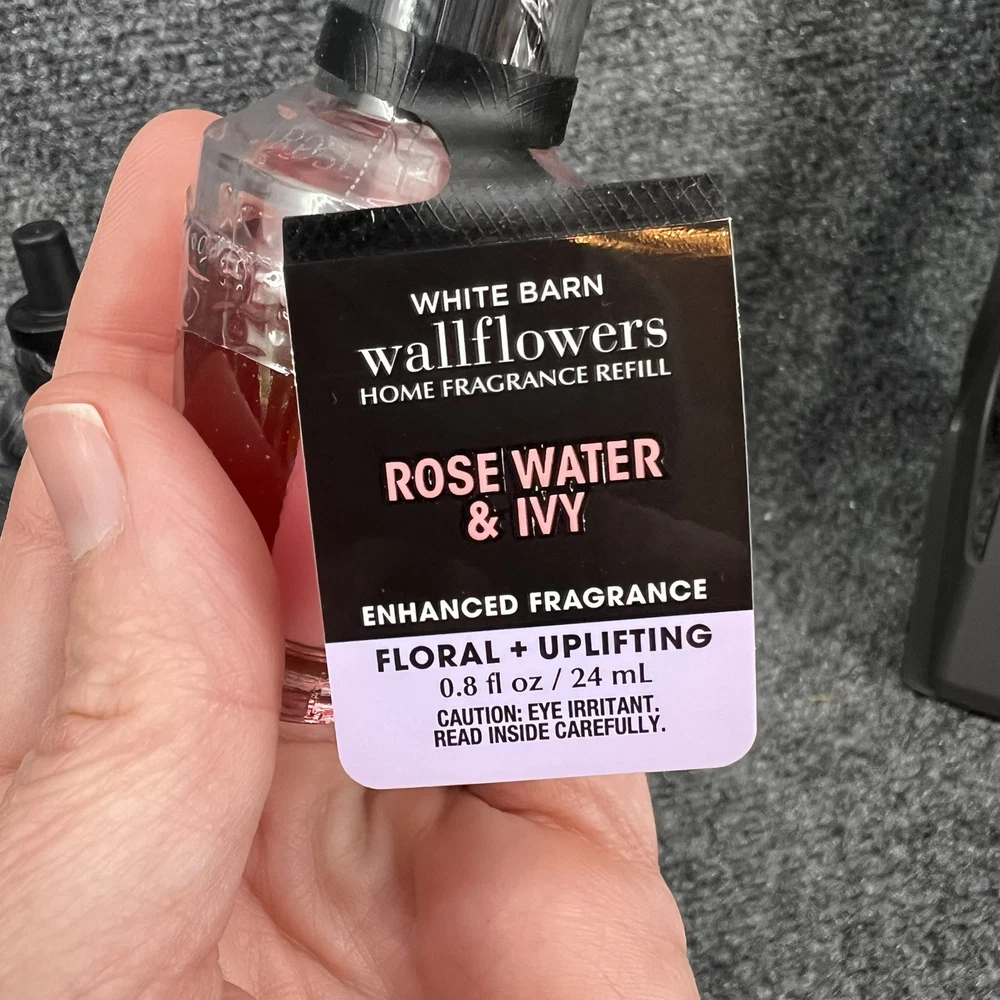 WHITE BARN
wallflowers
HOME FRAGRANCE REFILL
ROSE WATER
& IVY
ENHANCED FRAGRANCE
FLORAL + UPLIFTING
0.8 fl oz / 24 mL
CAUTION: EYE IRRITANT.
READ INSIDE CAREFULLY.